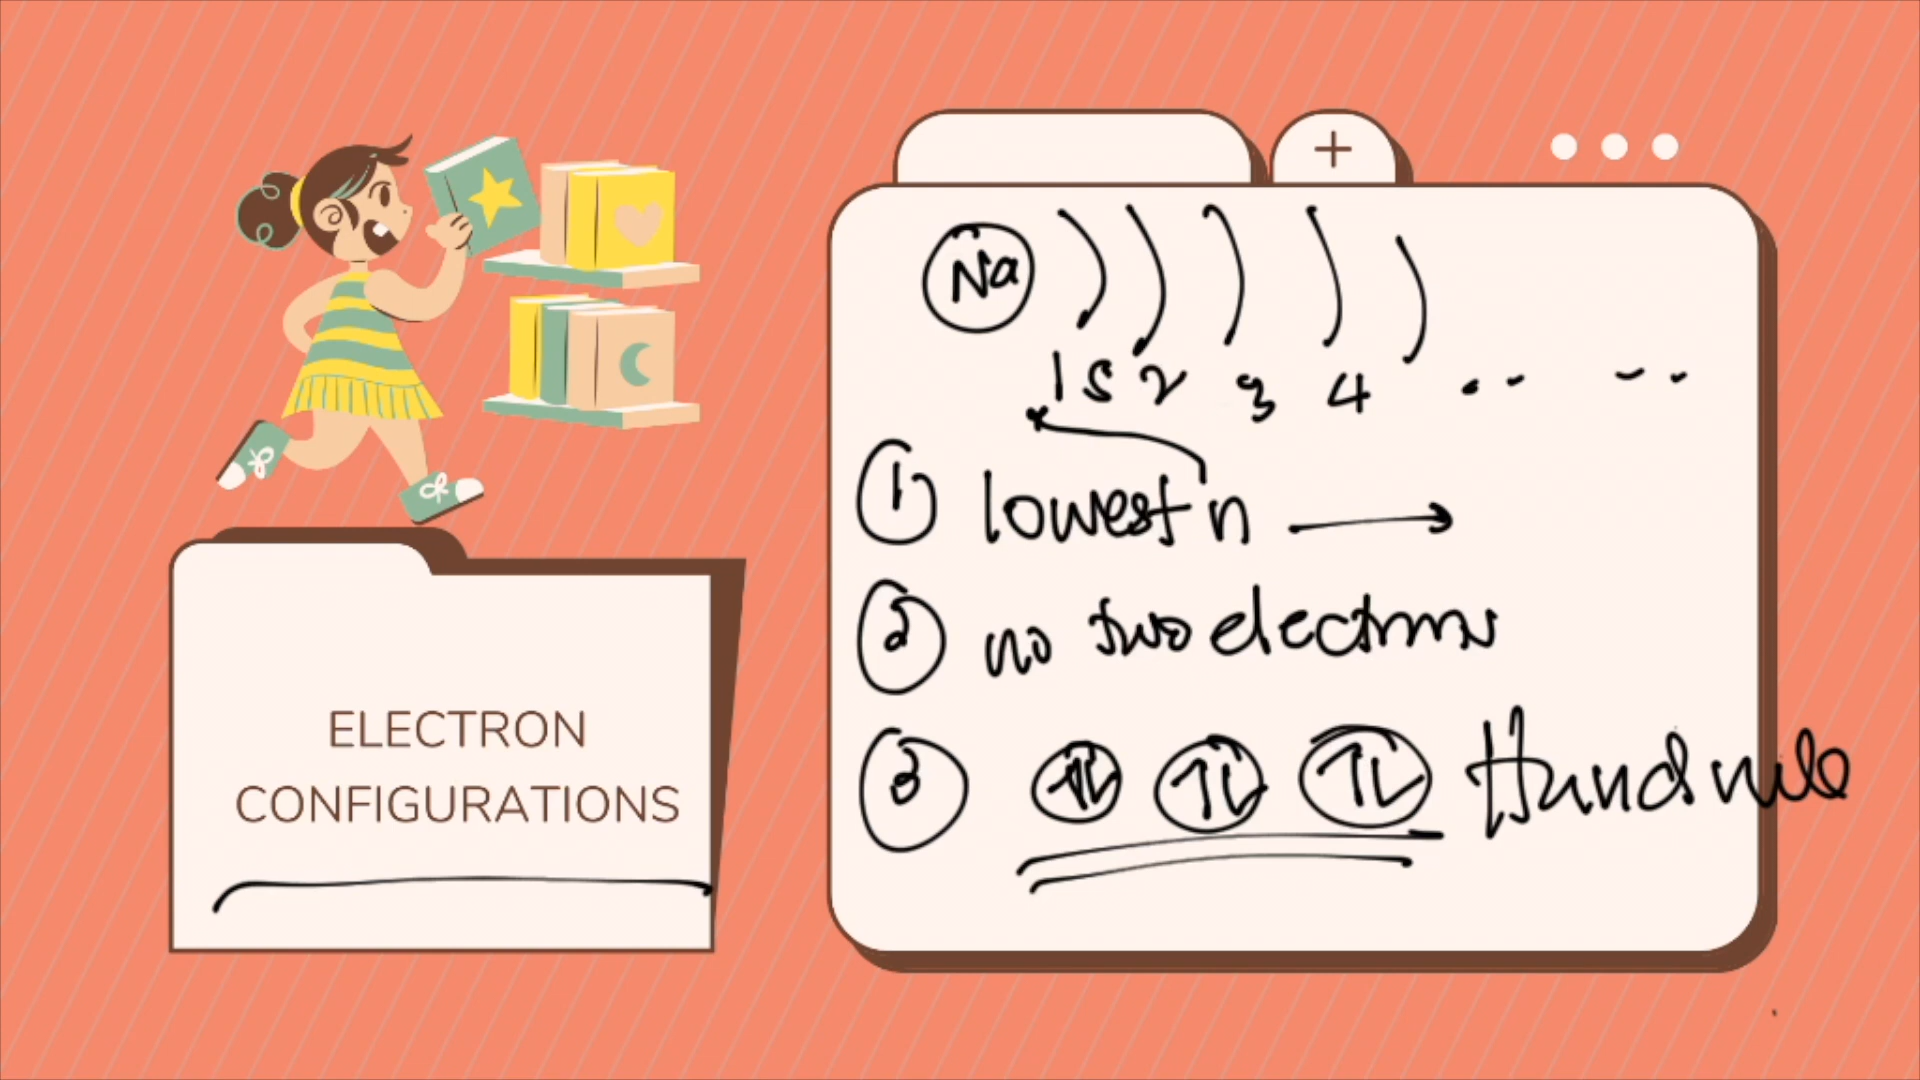 Na
1s 2 3 4 .. ..
① lowest n →
② no two electrons
③ ↑↓ ↑↓ ↑↓ Hund rule
ELECTRON
CONFIGURATIONS